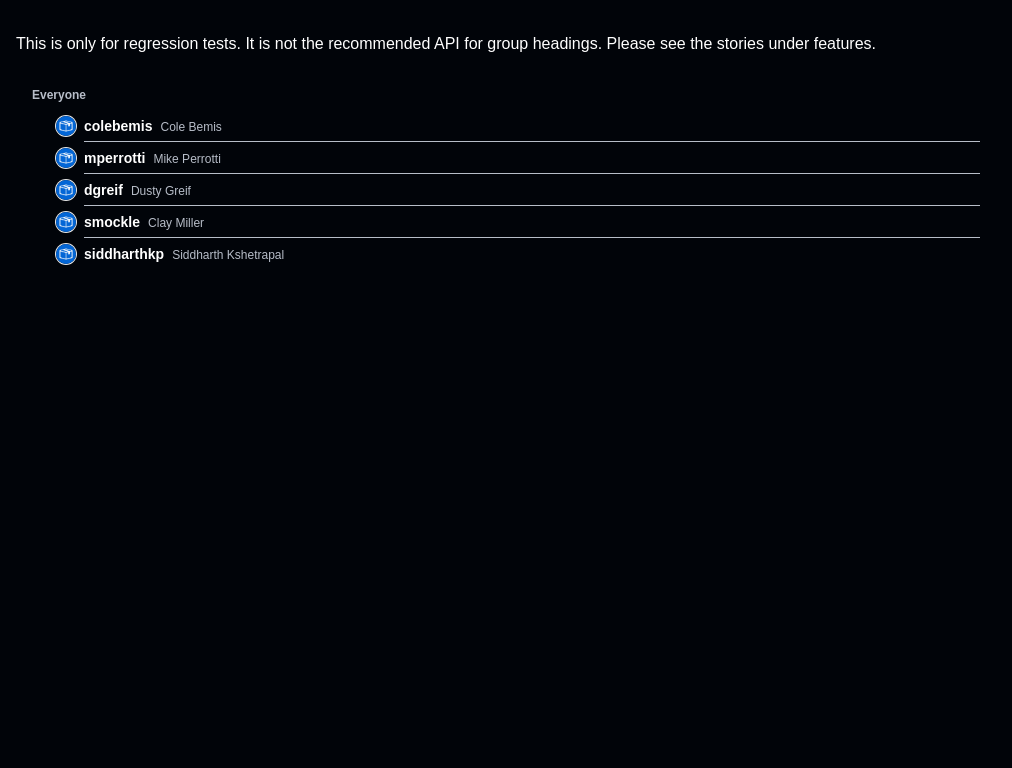 This is only for regression tests. It is not the recommended API for group headings. Please see the stories under features.
Everyone
colebemis Cole Bemis
mperrotti Mike Perrotti
dgreif Dusty Greif
smockle Clay Miller
siddharthkp Siddharth Kshetrapal